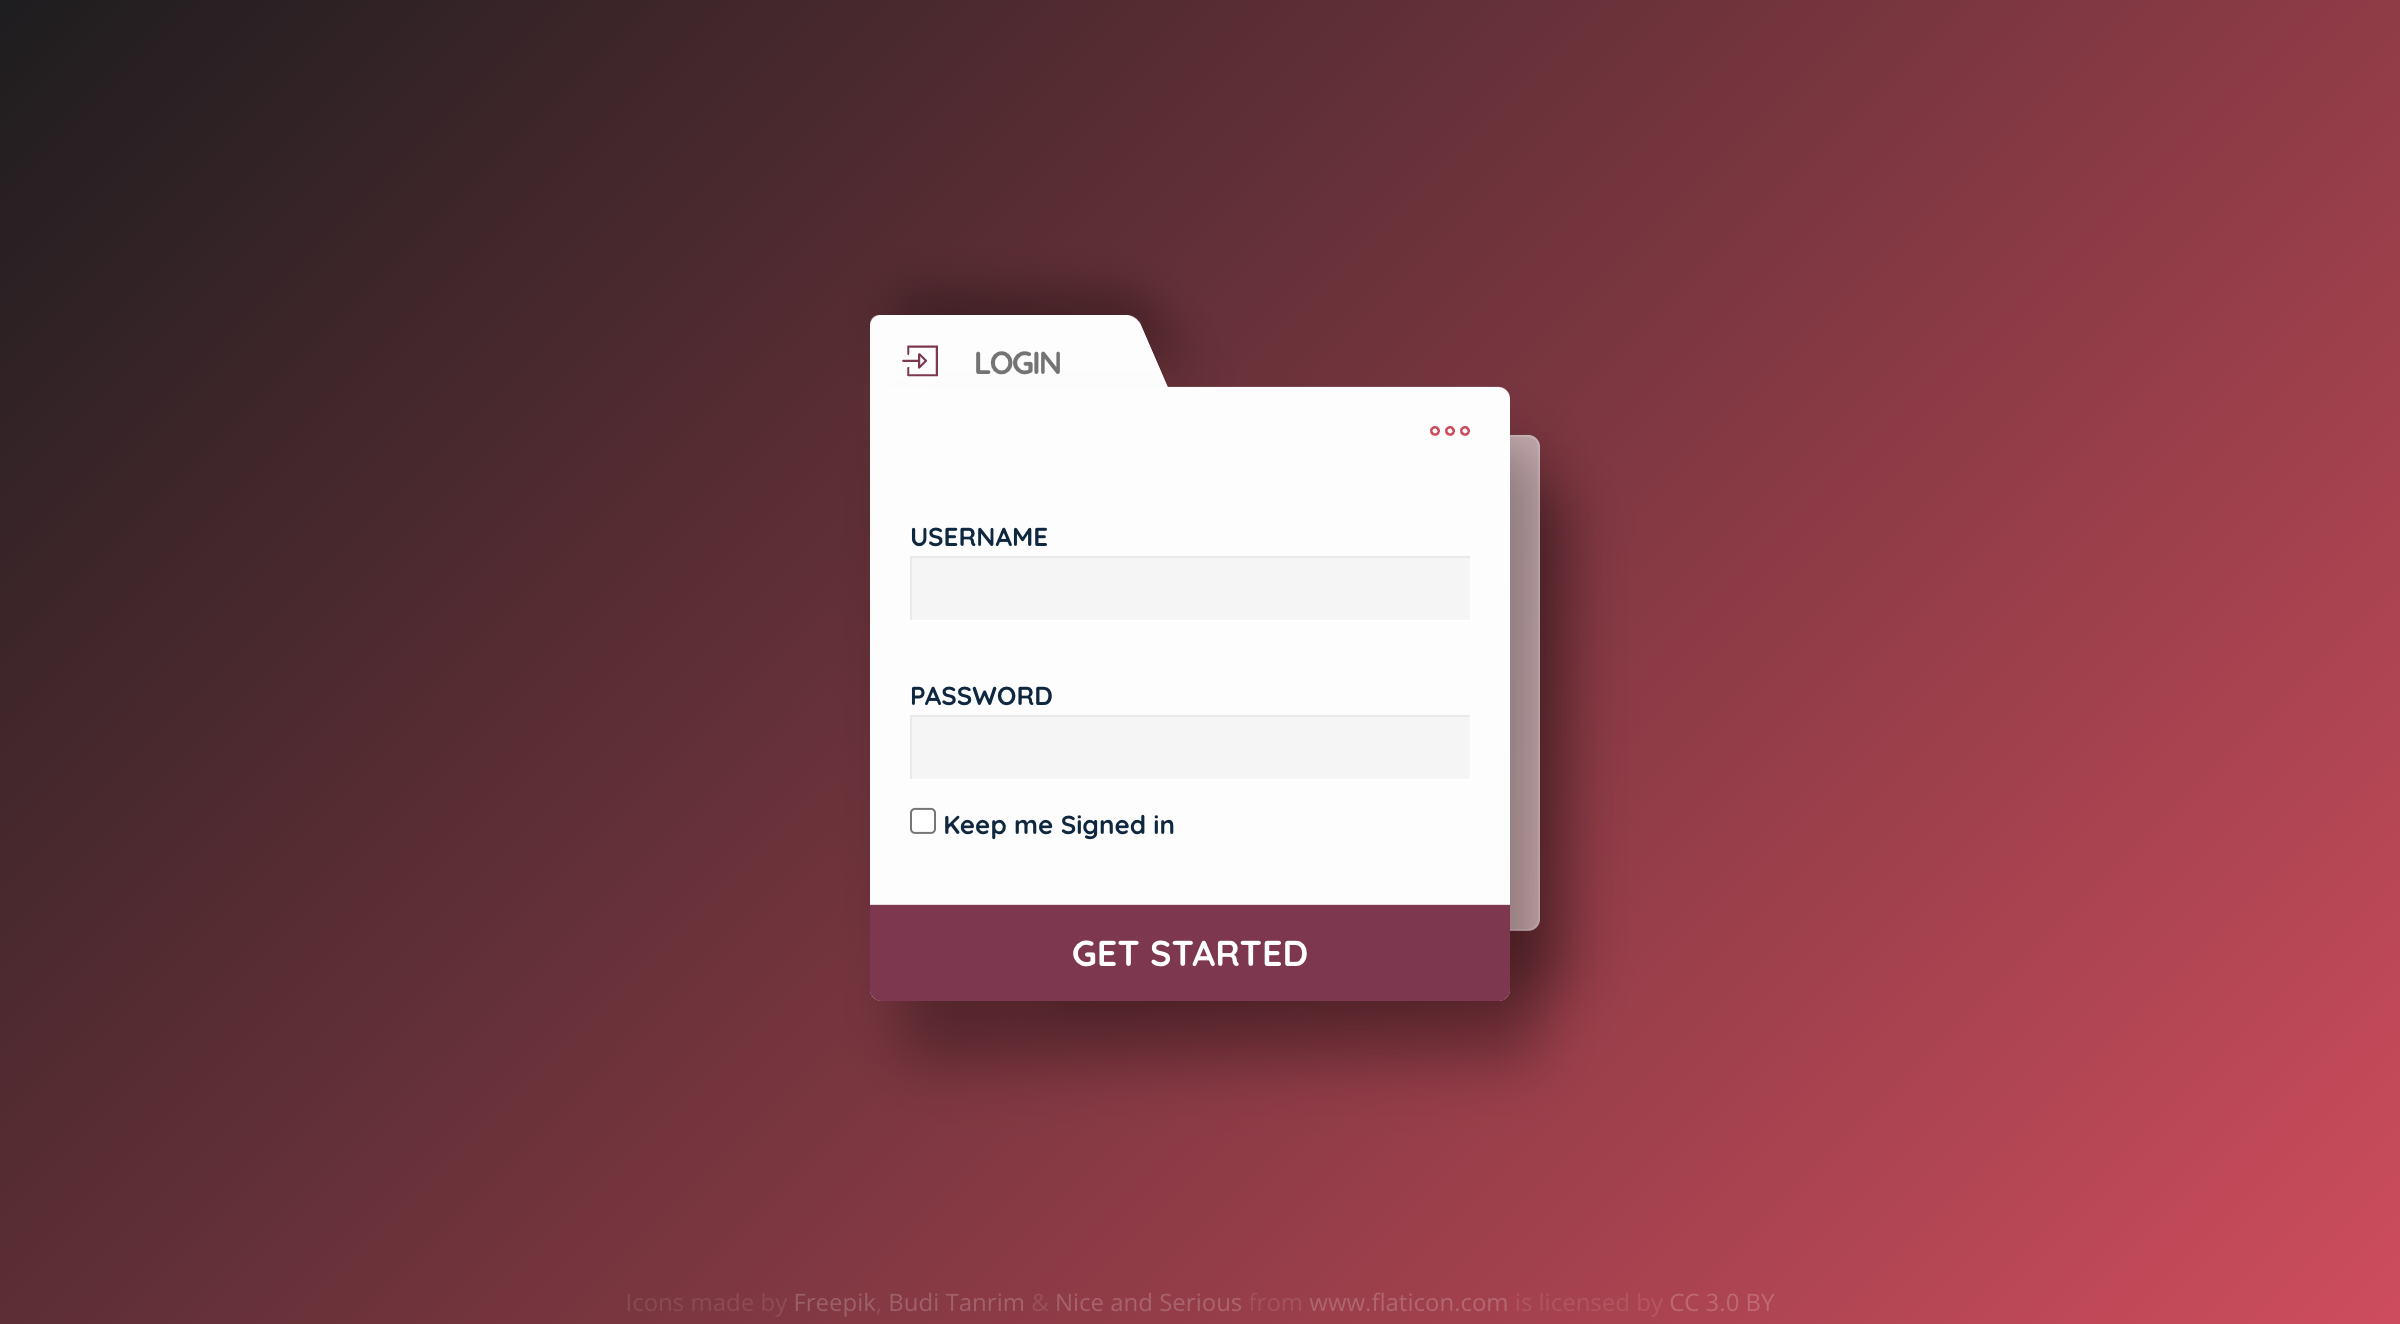 LOGIN
USERNAME
PASSWORD
Keep me Signed in
GET STARTED
Icons made by Freepik, Budi Tanrim & Nice and Serious from www.flaticon.com is licensed by CC 3.0 BY